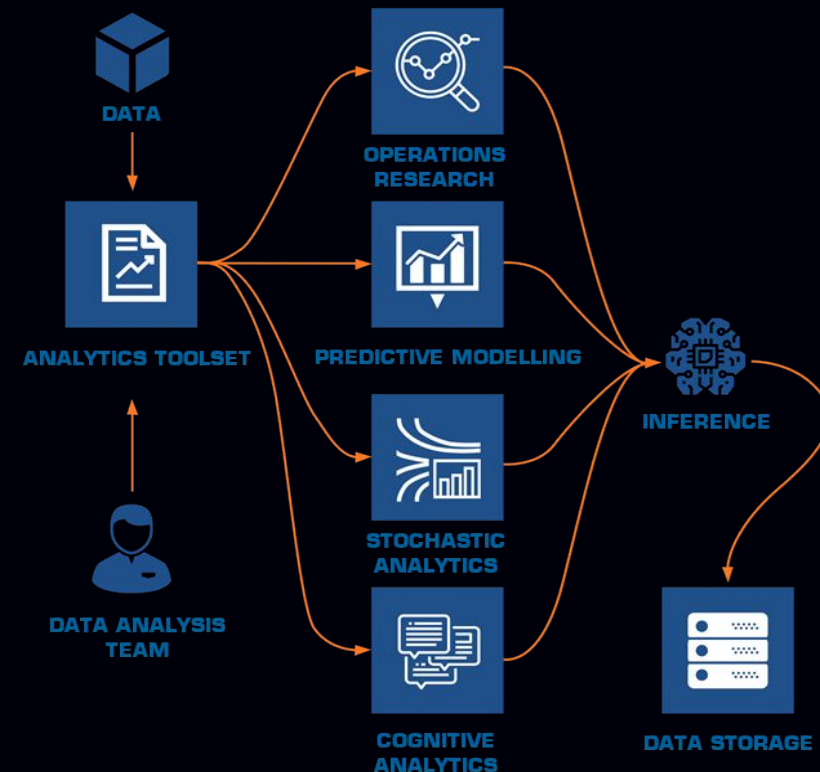 DATA
OPERATIONS
RESEARCH
ANALYTICS TOOLSET
PREDICTIVE MODELLING
INFERENCE
STOCHASTIC
ANALYTICS
DATA ANALYSIS
TEAM
COGNITIVE
ANALYTICS
DATA STORAGE